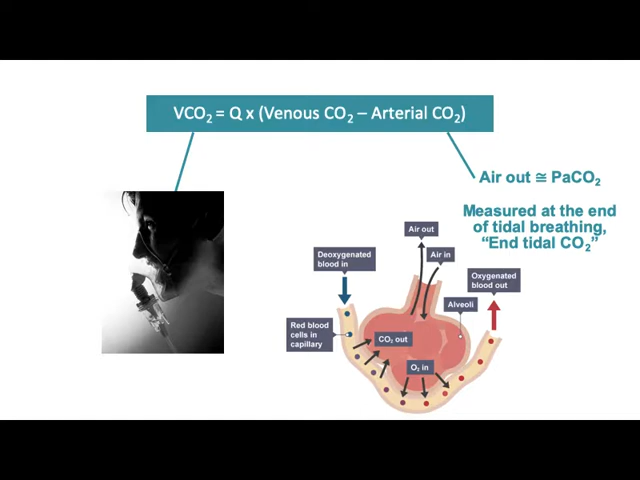 VCO₂ = Q x (Venous CO₂ – Arterial CO₂)
Air out ≅ PaCO₂
Measured at the end
of tidal breathing,
“End tidal CO₂”
Air out
Deoxygenated
blood in
Air in
Oxygenated
blood out
Alveoli
Red blood
cells in
capillary
CO₂ out
O₂ in